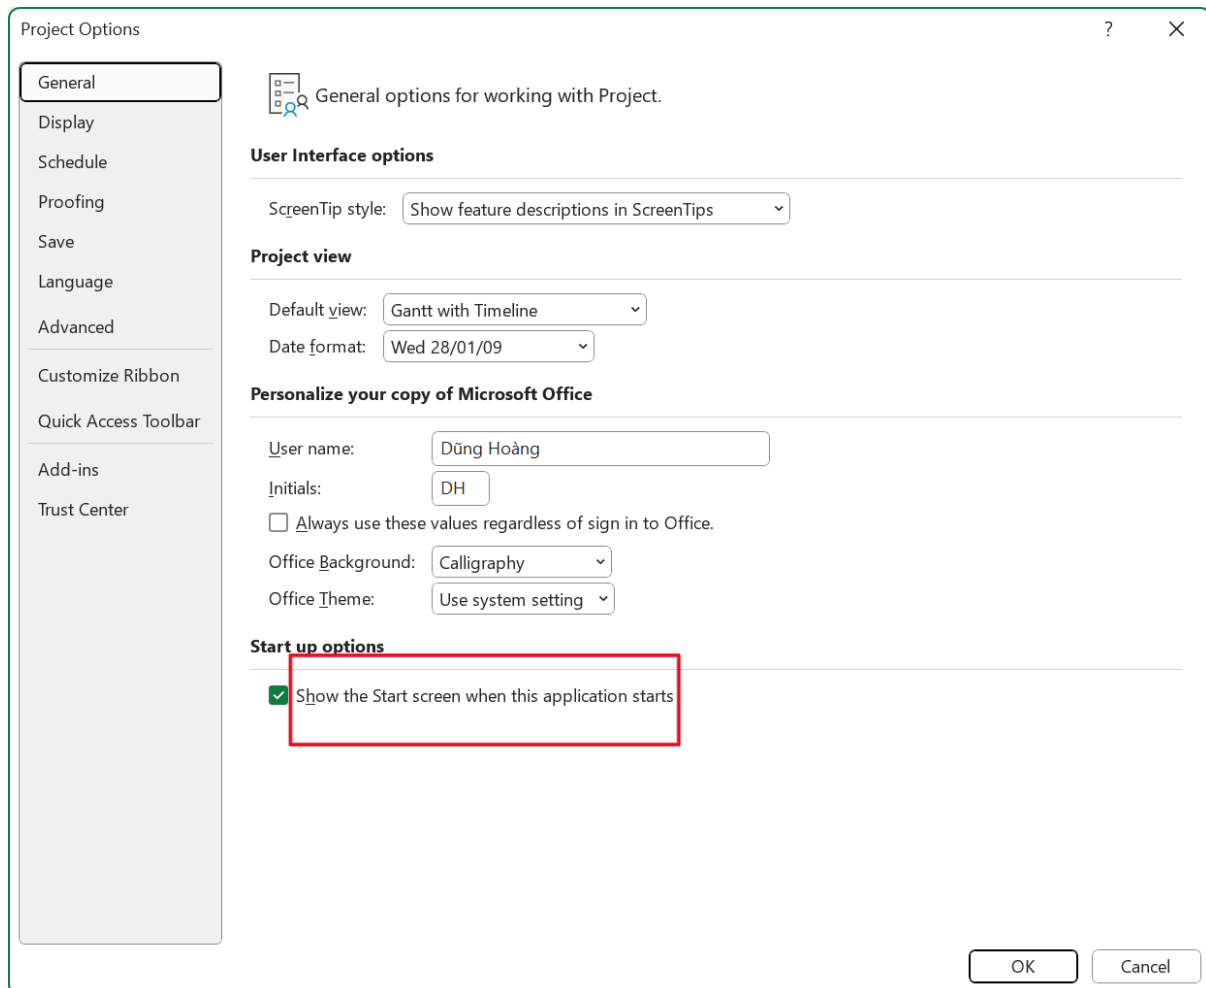 Project Options
?
General
Display
Schedule
Proofing
Save
Language
Advanced
Customize Ribbon
Quick Access Toolbar
Add-ins
Trust Center
General options for working with Project.
User Interface options
ScreenTip style: Show feature descriptions in ScreenTips
Project view
Default view: Gantt with Timeline
Date format: Wed 28/01/09
Personalize your copy of Microsoft Office
User name: Dũng Hoàng
Initials: DH
Always use these values regardless of sign in to Office.
Office Background: Calligraphy
Office Theme: Use system setting
Start up options
Show the Start screen when this application starts
OK Cancel